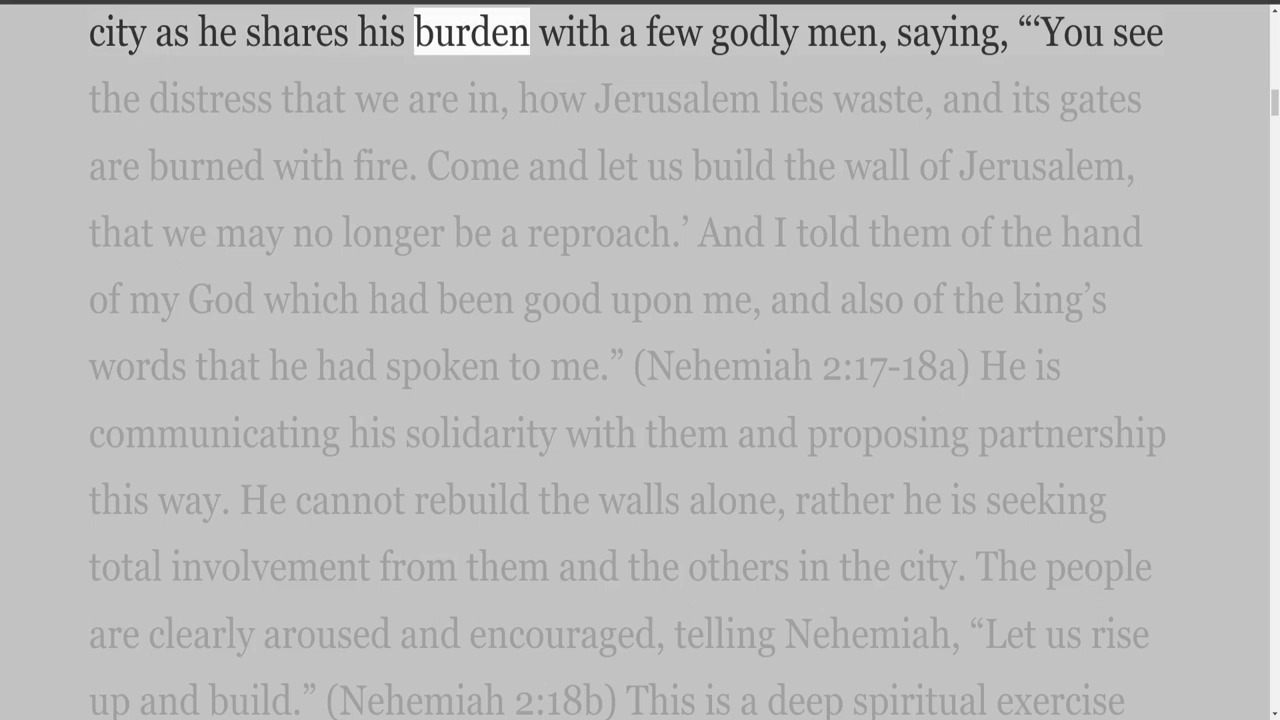 city as he shares his burden with a few godly men, saying, “‘You see
the distress that we are in, how Jerusalem lies waste, and its gates
are burned with fire. Come and let us build the wall of Jerusalem,
that we may no longer be a reproach.’ And I told them of the hand
of my God which had been good upon me, and also of the king’s
words that he had spoken to me.” (Nehemiah 2:17-18a) He is
communicating his solidarity with them and proposing partnership
this way. He cannot rebuild the walls alone, rather he is seeking
total involvement from them and the others in the city. The people
are clearly aroused and encouraged, telling Nehemiah, “Let us rise
up and build.” (Nehemiah 2:18b) This is a deep spiritual exercise